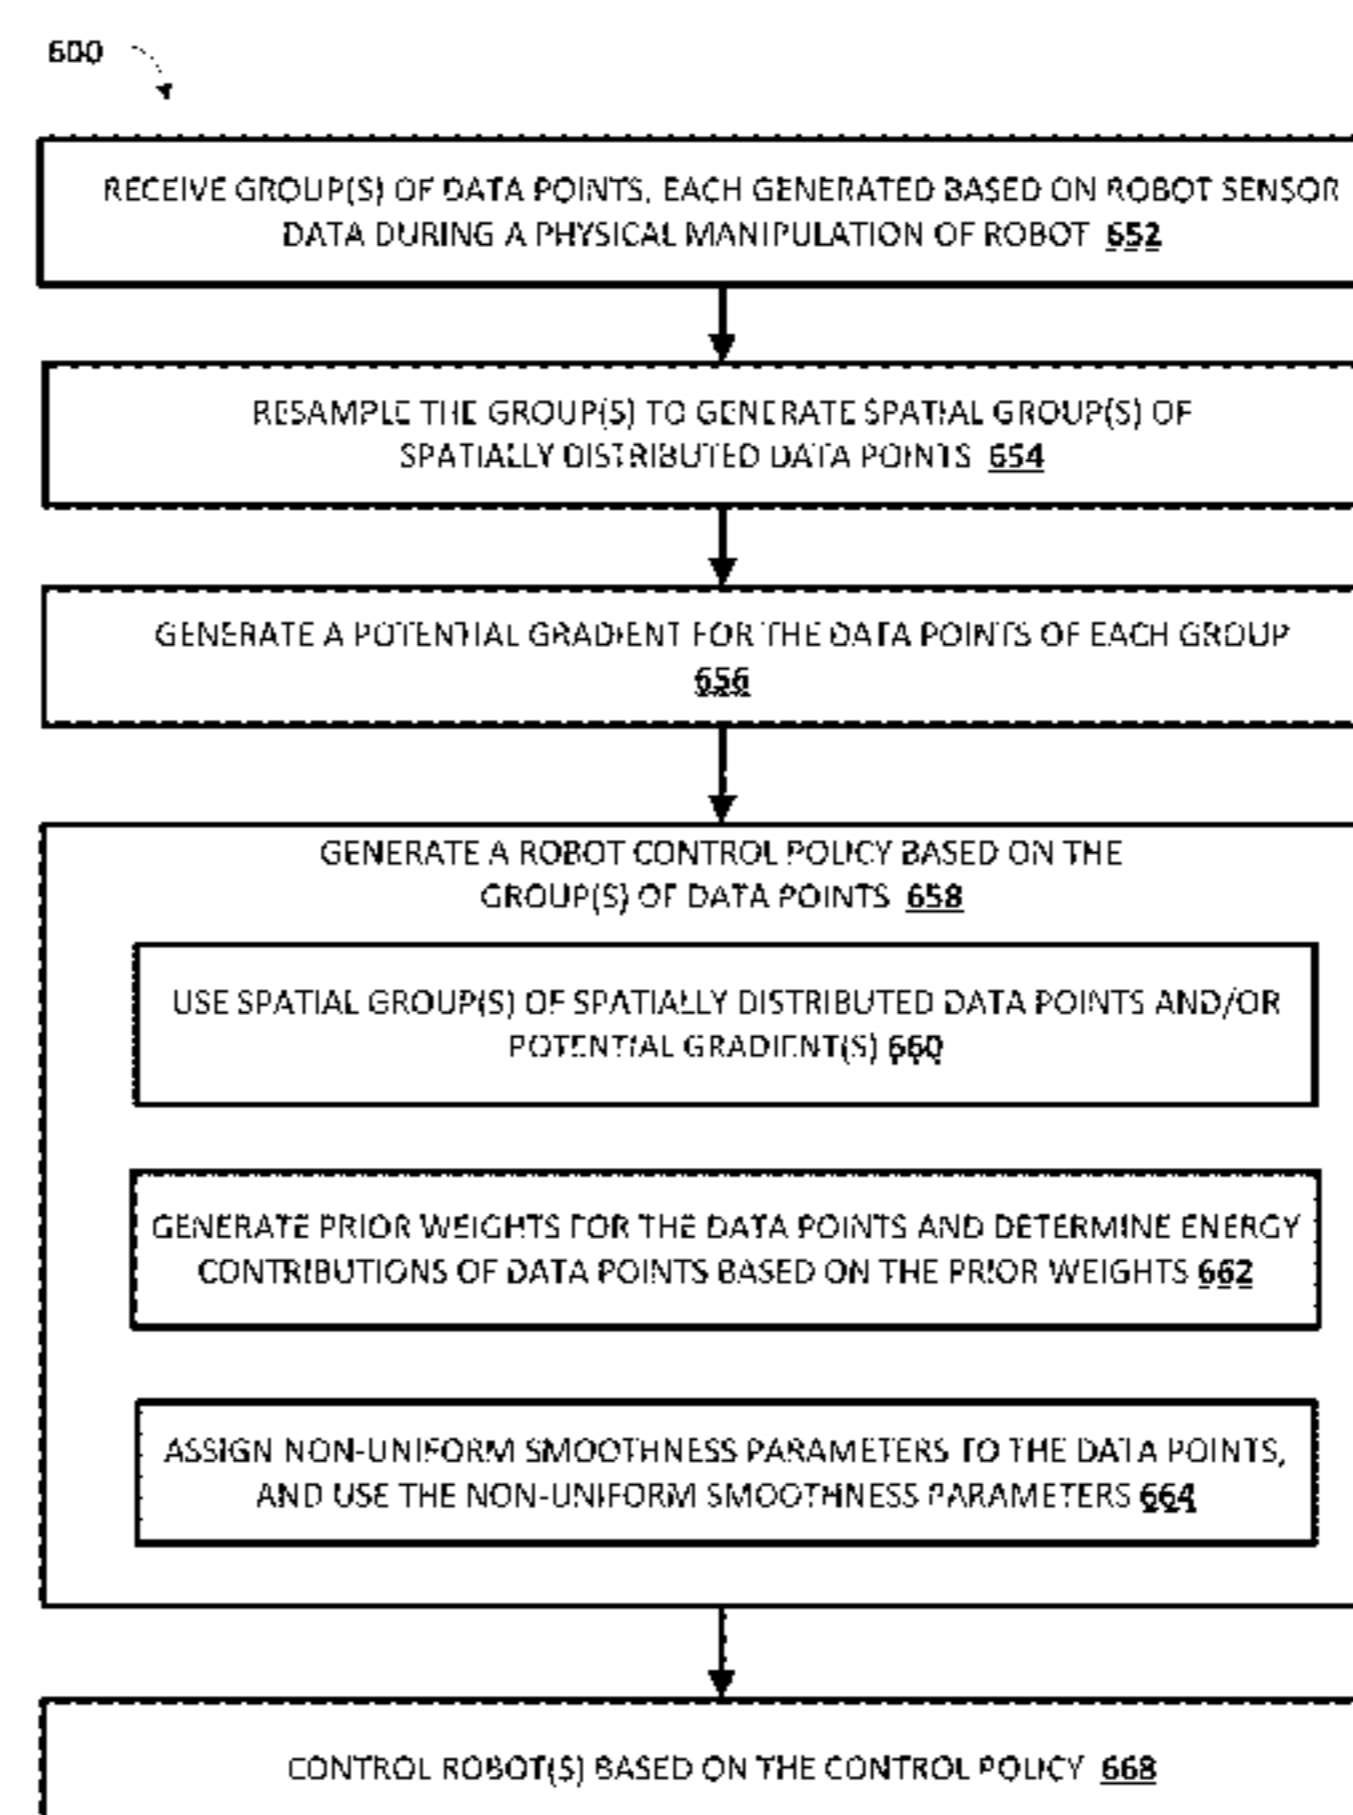 600
RECEIVE GROUP(S) OF DATA POINTS, EACH GENERATED BASED ON ROBOT SENSOR
DATA DURING A PHYSICAL MANIPULATION OF ROBOT 652
RESAMPLE THE GROUP(S) TO GENERATE SPATIAL GROUP(S) OF
SPATIALLY DISTRIBUTED DATA POINTS 654
GENERATE A POTENTIAL GRADIENT FOR THE DATA POINTS OF EACH GROUP
656
GENERATE A ROBOT CONTROL POLICY BASED ON THE
GROUP(S) OF DATA POINTS 658
USE SPATIAL GROUP(S) OF SPATIALLY DISTRIBUTED DATA POINTS AND/OR
POTENTIAL GRADIENT(S) 660
GENERATE PRIOR WEIGHTS FOR THE DATA POINTS AND DETERMINE ENERGY
CONTRIBUTIONS OF DATA POINTS BASED ON THE PRIOR WEIGHTS 662
ASSIGN NON-UNIFORM SMOOTHNESS PARAMETERS TO THE DATA POINTS,
AND USE THE NON-UNIFORM SMOOTHNESS PARAMETERS 664
CONTROL ROBOT(S) BASED ON THE CONTROL POLICY 668